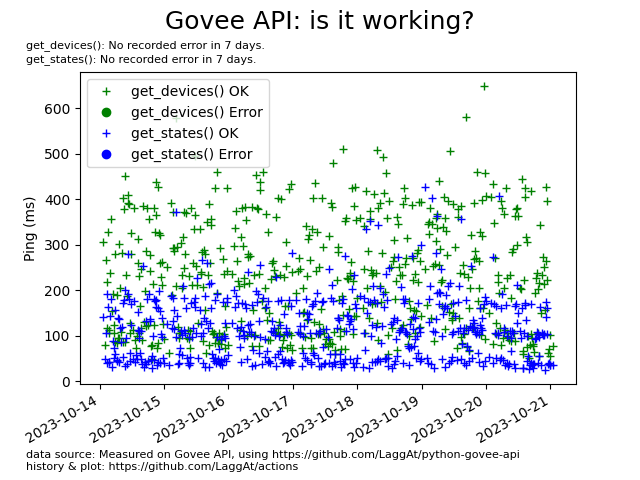 Govee API: is it working?
get_devices(): No recorded error in 7 days.
get_states(): No recorded error in 7 days.
get_devices() OK
get_devices() Error
get_states() OK
get_states() Error
Ping (ms)
600
500
400
300
200
100
0
2023-10-14
2023-10-15
2023-10-16
2023-10-17
2023-10-18
2023-10-19
2023-10-20
2023-10-21
data source: Measured on Govee API, using https://github.com/LaggAt/python-govee-api
history & plot: https://github.com/LaggAt/actions